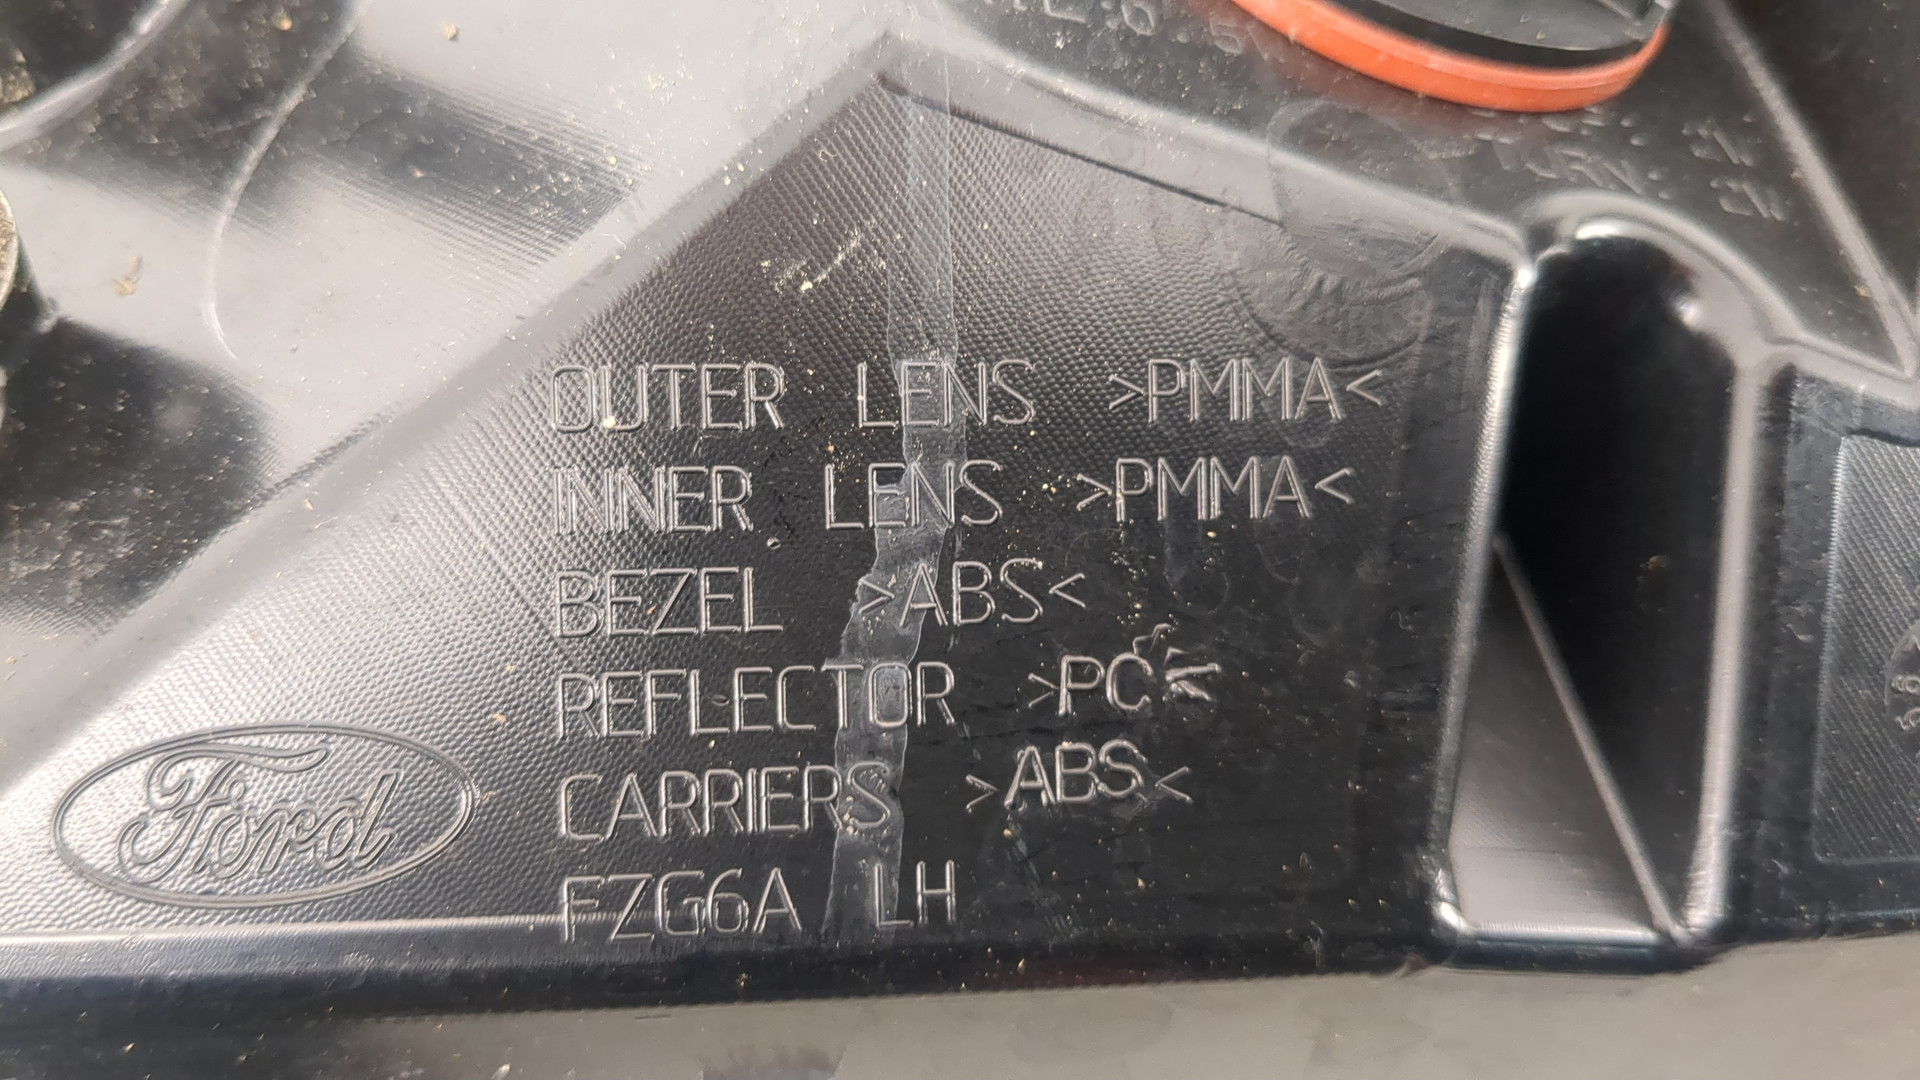 OUTER LENS >PMMA<
INNER LENS >PMMA<
BEZEL >ABS<
REFLECTOR >PC<
CARRIERS >ABS<
Ford
FZG6A LH